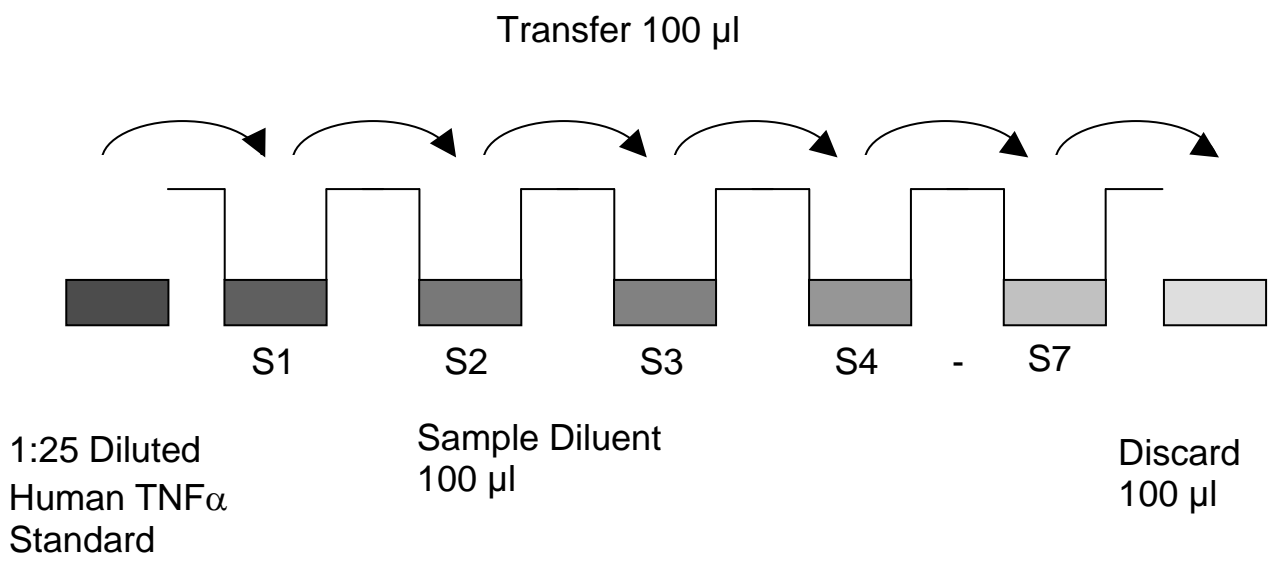 Transfer 100 µl
S1 S2 S3 S4 - S7
1:25 Diluted
Human TNFα
Standard
Sample Diluent
100 µl
Discard
100 µl